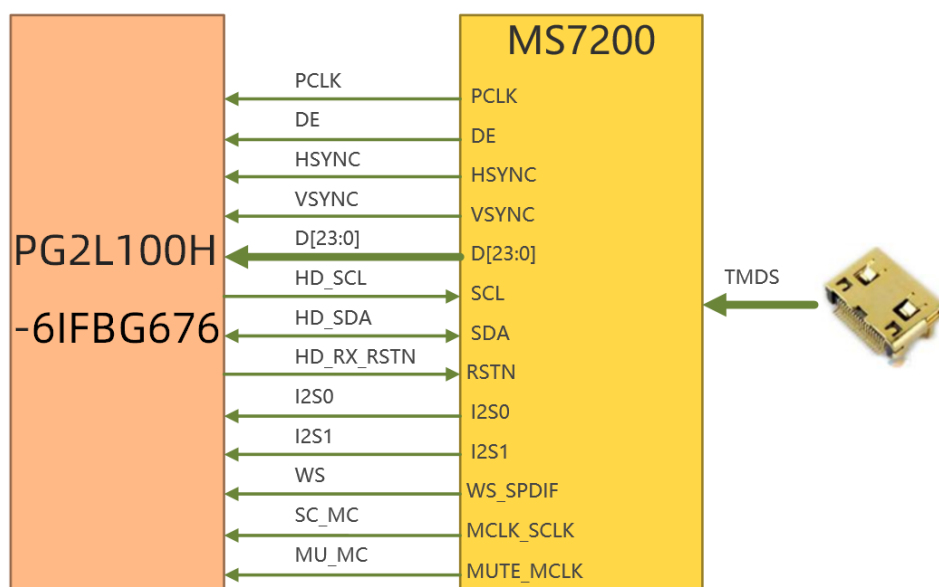 MS7200
PCLK
PCLK
DE
DE
HSYNC
HSYNC
VSYNC
VSYNC
D[23:0]
D[23:0]
PG2L100H
-6IFBG676
HD_SCL
SCL
HD_SDA
SDA
HD_RX_RSTN
RSTN
I2S0
I2S0
I2S1
I2S1
WS
WS_SPDIF
SC_MC
MCLK_SCLK
MU_MC
MUTE_MCLK
TMDS